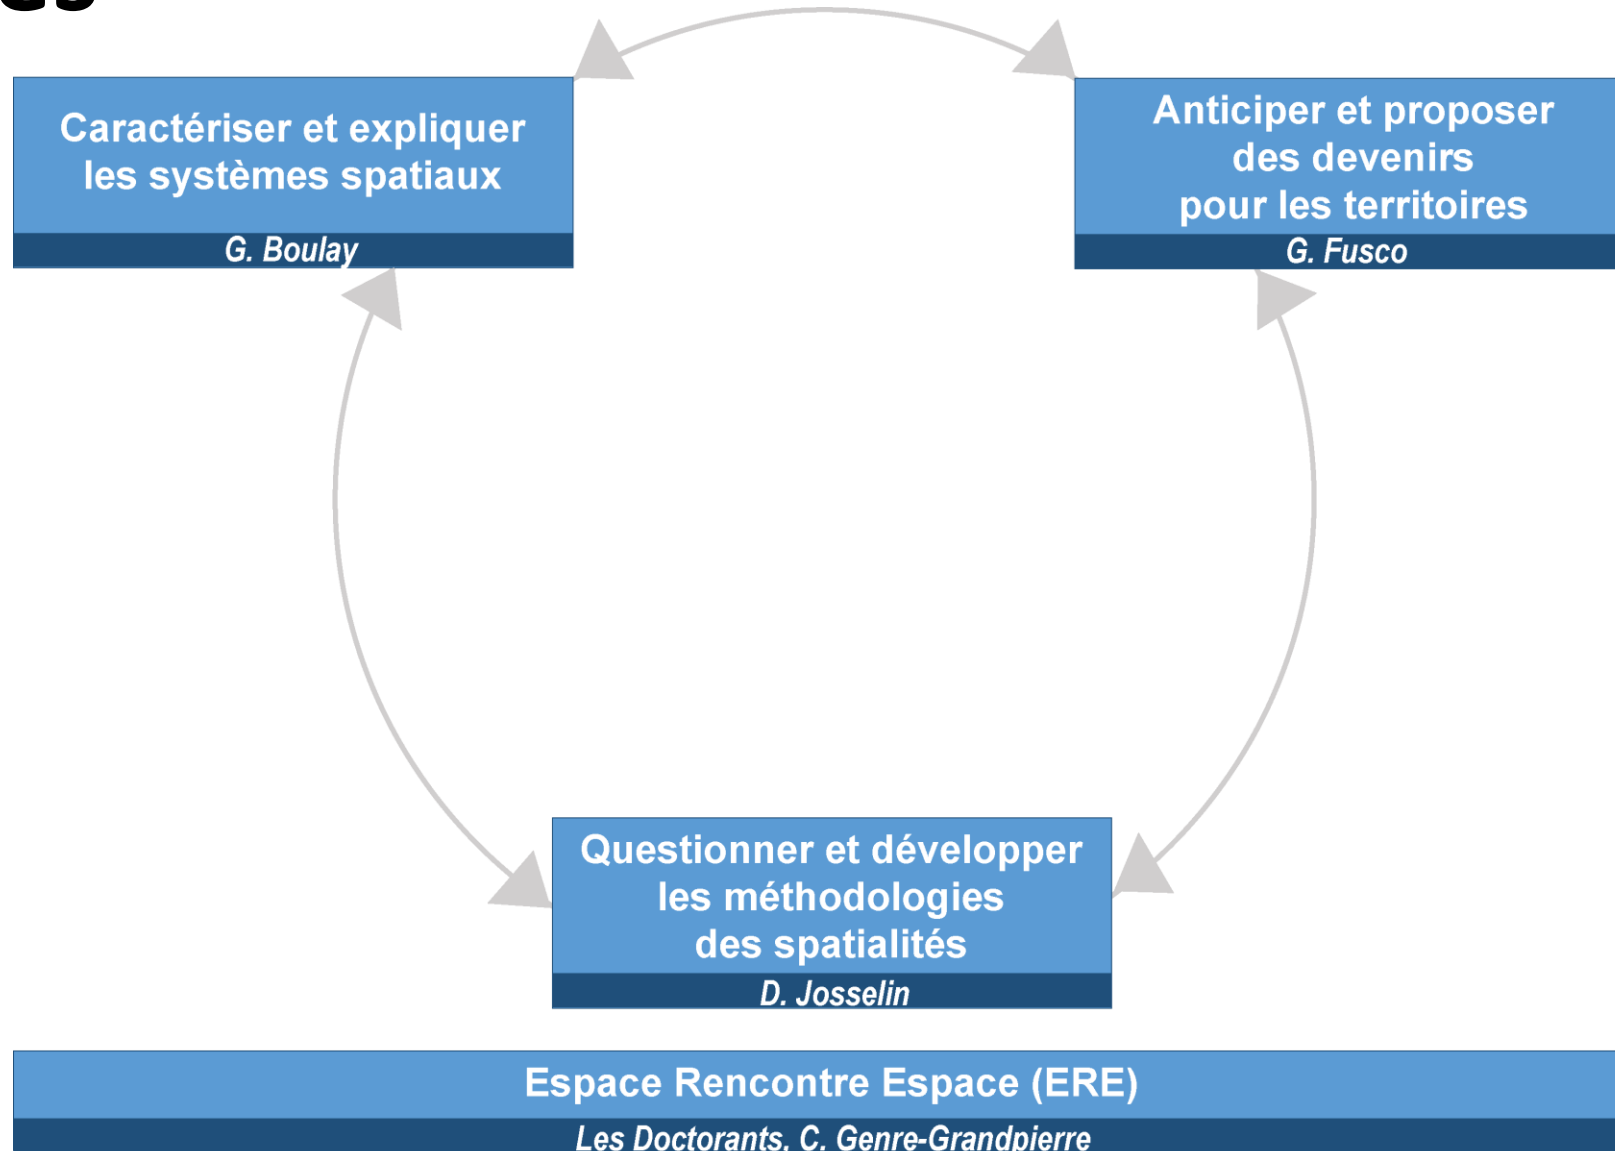 Caractériser et expliquer
les systèmes spatiaux
G. Boulay
Anticiper et proposer
des devenirs
pour les territoires
G. Fusco
Questionner et développer
les méthodologies
des spatialités
D. Josselin
Espace Rencontre Espace (ERE)
Les Doctorants, C. Genre-Grandpierre